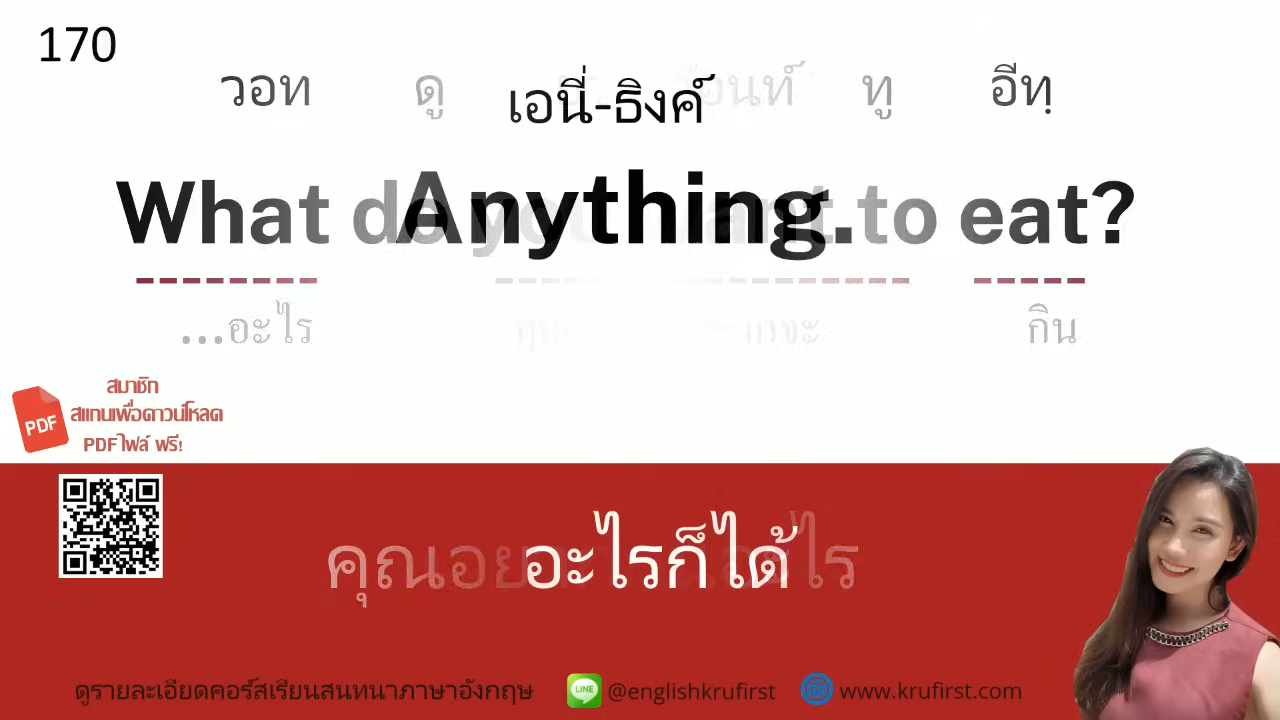 170
วอท ดู เอนี่-ธิงค์ ทู อีทฺ
What do you want to eat?
Anything.
...อะไร กิน
สมาชิก
สแกนเพื่อดาวน์โหลด
PDF ไฟล์ ฟรี!
PDF
อะไรก็ได้
ดูรายละเอียดคอร์สเรียนสนทนาภาษาอังกฤษ LINE @englishkrufirst www.krufirst.com